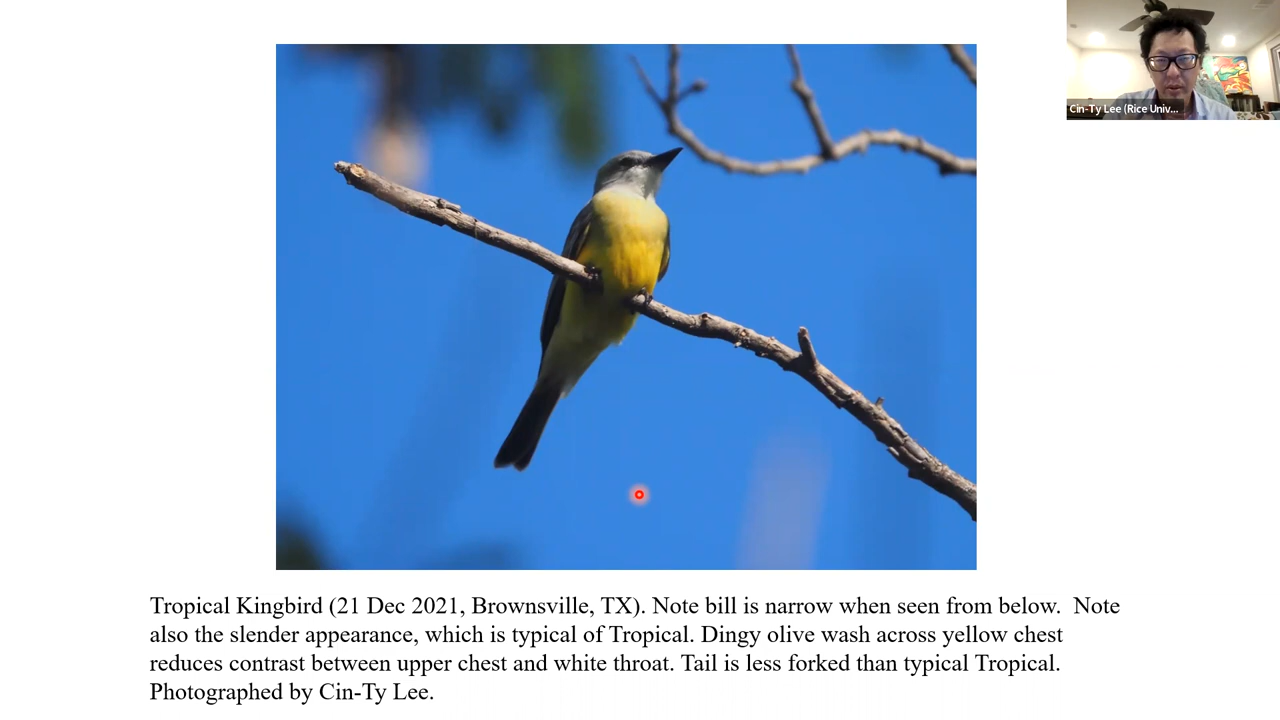 Cin-Ty Lee (Rice Univ...
Tropical Kingbird (21 Dec 2021, Brownsville, TX). Note bill is narrow when seen from below.  Note
also the slender appearance, which is typical of Tropical. Dingy olive wash across yellow chest
reduces contrast between upper chest and white throat. Tail is less forked than typical Tropical.
Photographed by Cin-Ty Lee.